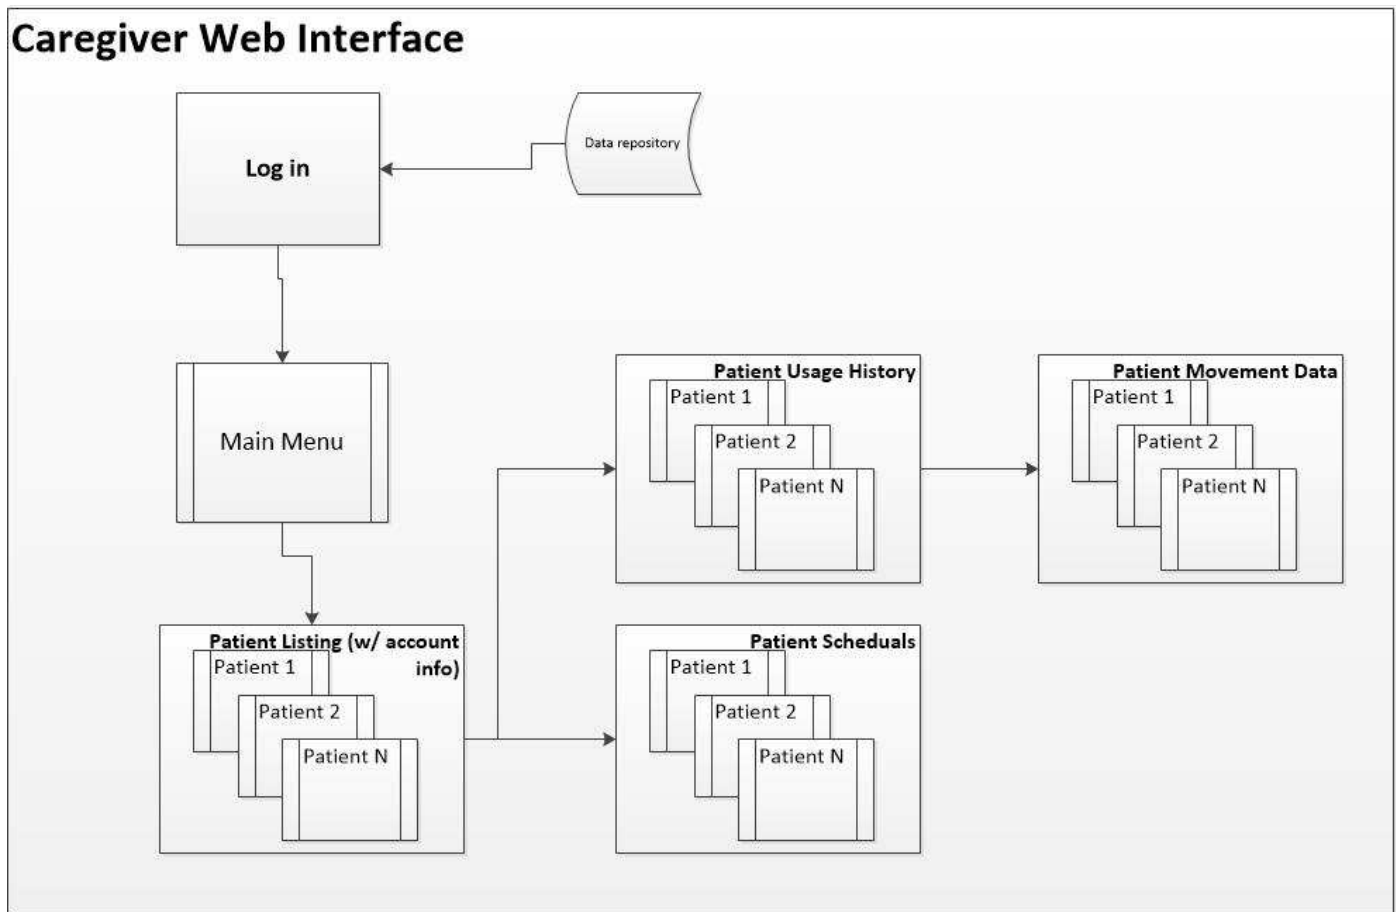 Caregiver Web Interface
Log in
Data repository
Main Menu
Patient Usage History
Patient 1
Patient 2
Patient N
Patient Movement Data
Patient 1
Patient 2
Patient N
Patient Listing (w/ account
info)
Patient 1
Patient 2
Patient N
Patient Scheduals
Patient 1
Patient 2
Patient N